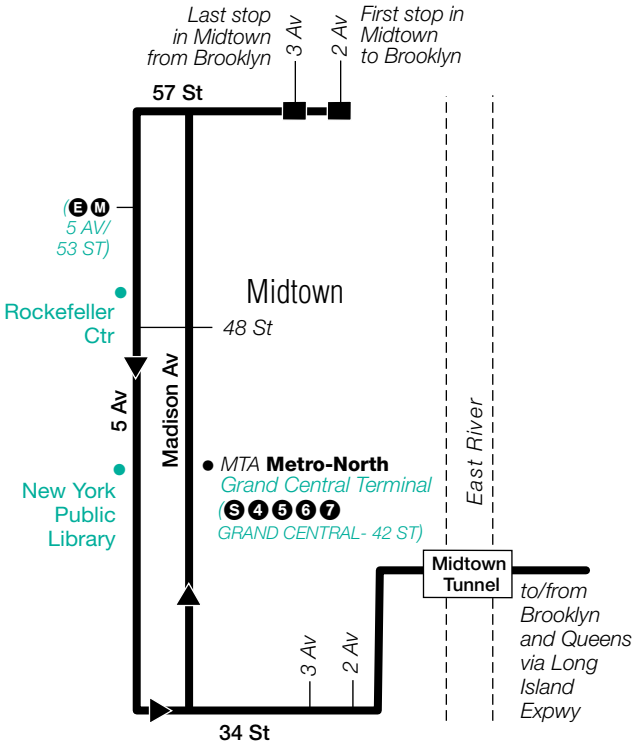 Last stop
in Midtown
from Brooklyn
3 Av
2 Av
First stop in
Midtown
to Brooklyn
57 St
(E M
5 AV/
53 ST)
Rockefeller
Ctr
Midtown
48 St
5 Av
Madison Av
East River
New York
Public
Library
MTA Metro-North
Grand Central Terminal
(S 4 5 6 7
GRAND CENTRAL- 42 ST)
Midtown
Tunnel
to/from
Brooklyn
and Queens
via Long
Island
Expwy
3 Av
2 Av
34 St